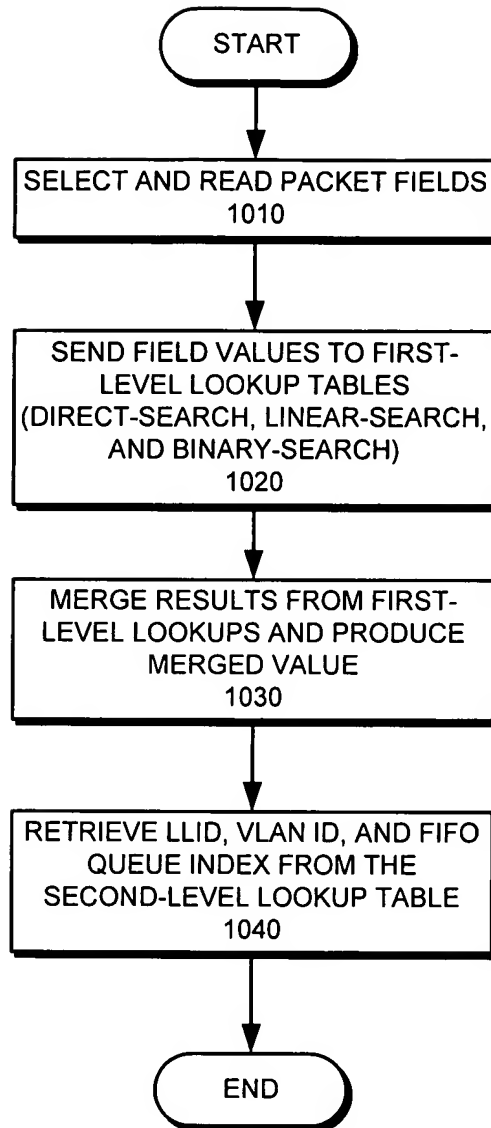 START
SELECT AND READ PACKET FIELDS
1010
SEND FIELD VALUES TO FIRST-
LEVEL LOOKUP TABLES
(DIRECT-SEARCH, LINEAR-SEARCH,
AND BINARY-SEARCH)
1020
MERGE RESULTS FROM FIRST-
LEVEL LOOKUPS AND PRODUCE
MERGED VALUE
1030
RETRIEVE LLID, VLAN ID, AND FIFO
QUEUE INDEX FROM THE
SECOND-LEVEL LOOKUP TABLE
1040
END